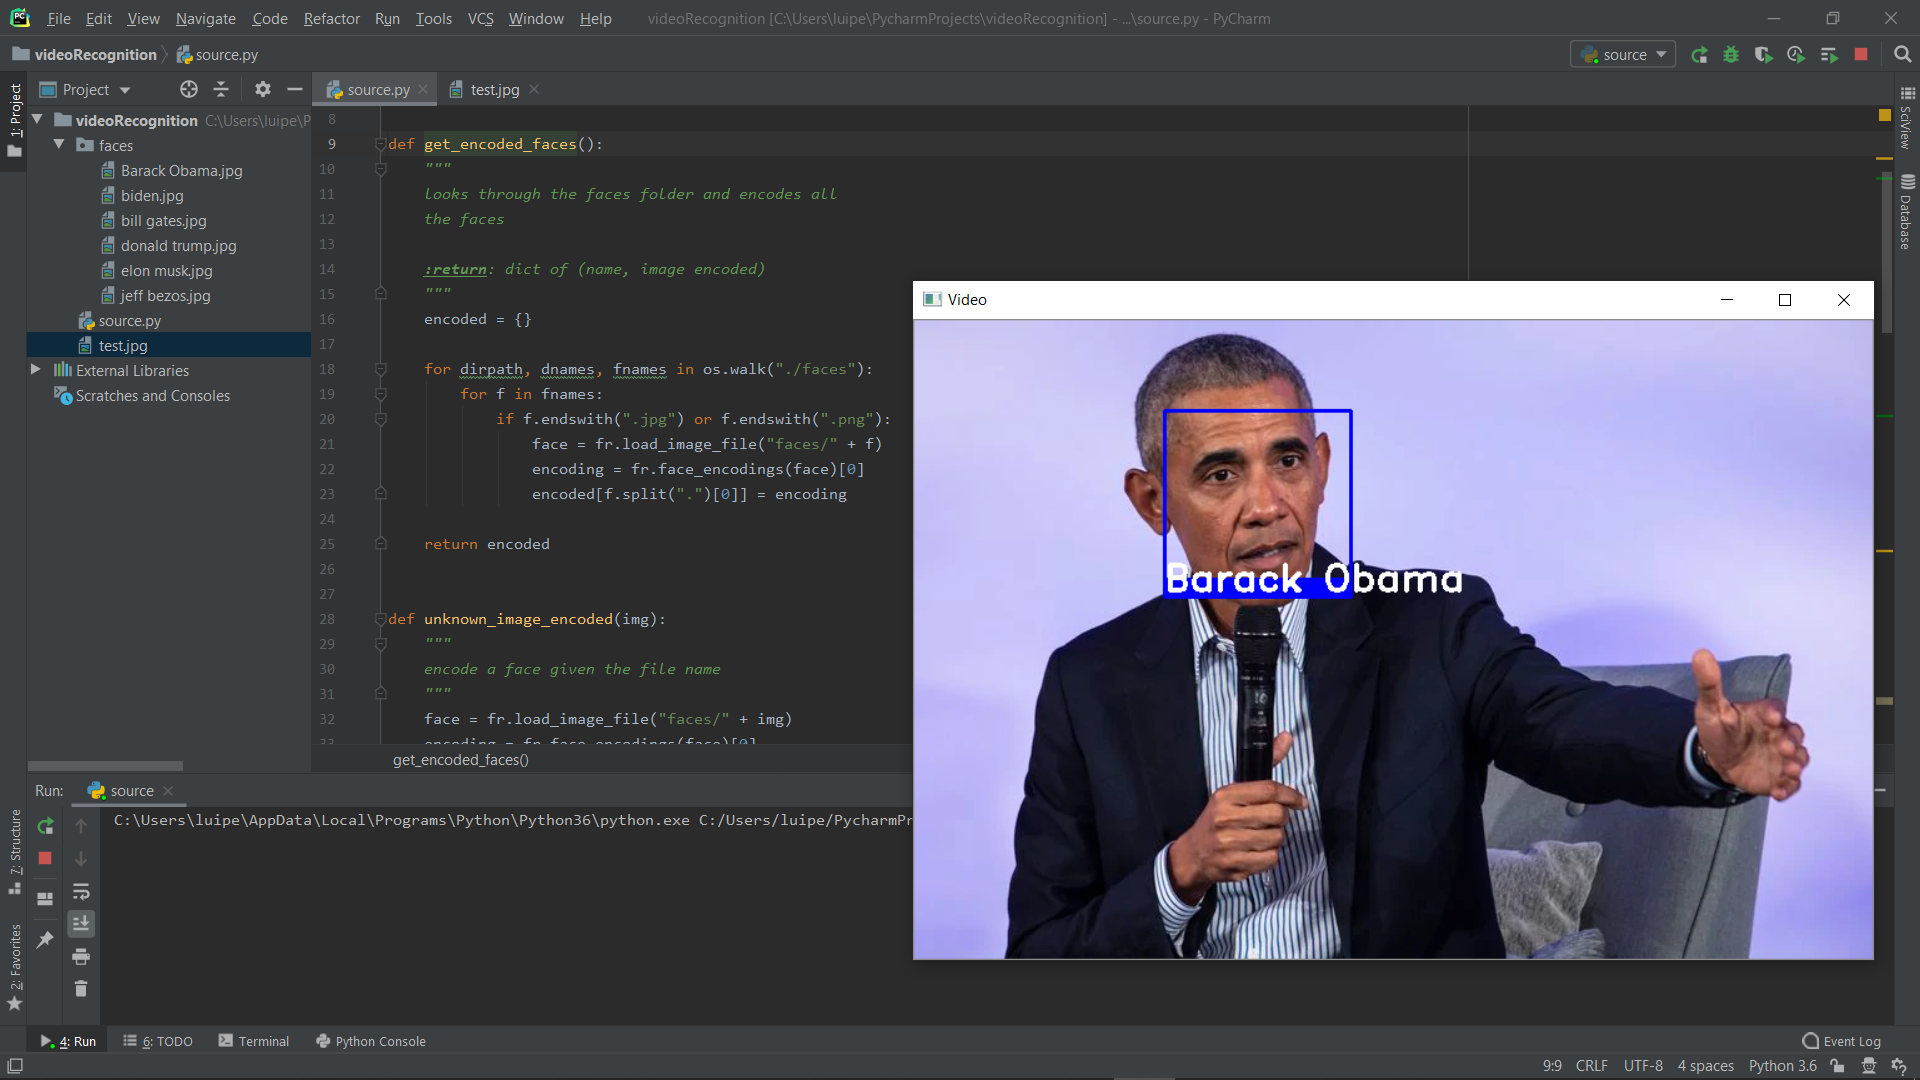 File Edit View Navigate Code Refactor Run Tools VCS Window Help videoRecognition [C:\Users\luipe\PycharmProjects\videoRecognition] - ...\source.py - PyCharm
videoRecognition source.py source
1: Project
Project
source.py test.jpg
videoRecognition C:\Users\luipe\P
faces
Barack Obama.jpg
biden.jpg
bill gates.jpg
donald trump.jpg
elon musk.jpg
jeff bezos.jpg
source.py
test.jpg
External Libraries
Scratches and Consoles
8
9 def get_encoded_faces():
10 """
11 looks through the faces folder and encodes all
12 the faces
13
14 :return: dict of (name, image encoded)
15 """
16 encoded = {}
17
18 for dirpath, dnames, fnames in os.walk("./faces"):
19 for f in fnames:
20 if f.endswith(".jpg") or f.endswith(".png"):
21 face = fr.load_image_file("faces/" + f)
22 encoding = fr.face_encodings(face)[0]
23 encoded[f.split(".")[0]] = encoding
24
25 return encoded
26
27
28 def unknown_image_encoded(img):
29 """
30 encode a face given the file name
31 """
32 face = fr.load_image_file("faces/" + img)
33 encoding = fr.face_encodings(face)[0]
get_encoded_faces()
SciView
Database
Video
Barack Obama
Run: source
C:\Users\luipe\AppData\Local\Programs\Python\Python36\python.exe C:/Users/luipe/PycharmPr
7: Structure
2: Favorites
4: Run 6: TODO Terminal Python Console Event Log
9:9 CRLF UTF-8 4 spaces Python 3.6